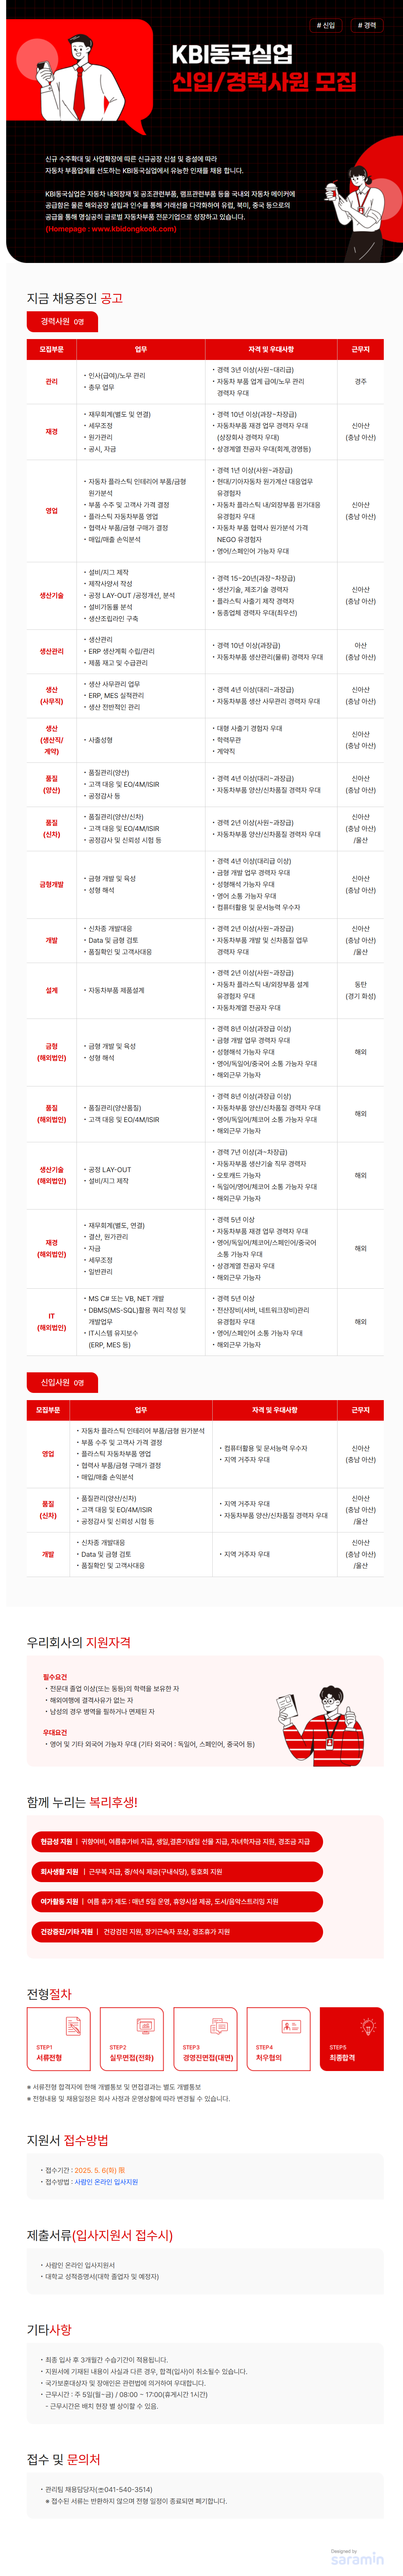 # 신입
# 경력
KBI동국실업
신입/경력사원 모집
신규 수주확대 및 사업확장에 따른 신규공장 신설 및 증설에 따라
자동차 부품업계를 선도하는 KBI동국실업에서 유능한 인재를 채용 합니다.
KBI동국실업은 자동차 내외장재 및 공조관련부품, 램프관련부품 등을 국내외 자동차 메이커에
공급함은 물론 해외공장 설립과 인수를 통해 거래선을 다각화하여 유럽, 북미, 중국 등으로의
공급을 통해 명실공히 글로벌 자동차부품 전문기업으로 성장하고 있습니다.
(Homepage : www.kbidongkook.com)
지금 채용중인 공고
경력사원 0명
모집부문 업무 자격 및 우대사항 근무지
관리
• 인사(급여)/노무 관리
• 총무 업무
• 경력 3년 이상(사원~대리급)
• 자동차 부품 업계 급여/노무 관리
경력자 우대
경주
재경
• 재무회계(별도 및 연결)
• 세무조정
• 원가관리
• 공시, 자금
• 경력 10년 이상(과장~차장급)
• 자동차부품 재경 업무 경력자 우대
(상장회사 경력자 우대)
• 상경계열 전공자 우대(회계,경영등)
신아산
(충남 아산)
영업
• 자동차 플라스틱 인테리어 부품/금형
원가분석
• 부품 수주 및 고객사 가격 결정
• 플라스틱 자동차부품 영업
• 협력사 부품/금형 구매가 결정
• 매입/매출 손익분석
• 경력 1년 이상(사원~과장급)
• 현대/기아자동차 원가계산 대응업무
유경험자
• 자동차 플라스틱 내/외장부품 원가대응
유경험자 우대
• 자동차 부품 협력사 원가분석 가격
NEGO 유경험자
• 영어/스페인어 가능자 우대
신아산
(충남 아산)
생산기술
• 설비/지그 제작
• 제작사양서 작성
• 공정 LAY-OUT /공정개선, 분석
• 설비가동율 분석
• 생산조립라인 구축
• 경력 15~20년(과장~차장급)
• 생산기술, 제조기술 경력자
• 플라스틱 사출기 제작 경력자
• 동종업체 경력자 우대(최우선)
신아산
(충남 아산)
생산관리
• 생산관리
• ERP 생산계획 수립/관리
• 제품 재고 및 수급관리
• 경력 10년 이상(과장급)
• 자동차부품 생산관리(물류) 경력자 우대
아산
(충남 아산)
생산
(사무직)
• 생산 사무관리 업무
• ERP, MES 실적관리
• 생산 전반적인 관리
• 경력 4년 이상(대리~과장급)
• 자동차부품 생산 사무관리 경력자 우대
신아산
(충남 아산)
생산
(생산직/
계약)
• 사출성형
• 대형 사출기 경험자 우대
• 학력무관
• 계약직
신아산
(충남 아산)
품질
(양산)
• 품질관리(양산)
• 고객 대응 및 EO/4M/ISIR
• 공정감사 등
• 경력 4년 이상(대리~과장급)
• 자동차부품 양산/신차품질 경력자 우대
신아산
(충남 아산)
품질
(신차)
• 품질관리(양산/신차)
• 고객 대응 및 EO/4M/ISIR
• 공정감사 및 신뢰성 시험 등
• 경력 2년 이상(사원~과장급)
• 자동차부품 양산/신차품질 경력자 우대
신아산
(충남 아산)
/울산
금형개발
• 금형 개발 및 육성
• 성형 해석
• 경력 4년 이상(대리급 이상)
• 금형 개발 업무 경력자 우대
• 성형해석 가능자 우대
• 영어 소통 가능자 우대
• 컴퓨터활용 및 문서능력 우수자
신아산
(충남 아산)
개발
• 신차종 개발대응
• Data 및 금형 검토
• 품질확인 및 고객사대응
• 경력 2년 이상(사원~과장급)
• 자동차부품 개발 및 신차품질 업무
경력자 우대
신아산
(충남 아산)
/울산
설계
• 자동차부품 제품설계
• 경력 2년 이상(사원~과장급)
• 자동차 플라스틱 내/외장부품 설계
유경험자 우대
• 자동차계열 전공자 우대
동탄
(경기 화성)
금형
(해외법인)
• 금형 개발 및 육성
• 성형 해석
• 경력 8년 이상(과장급 이상)
• 금형 개발 업무 경력자 우대
• 성형해석 가능자 우대
• 영어/독일어/중국어 소통 가능자 우대
• 해외근무 가능자
해외
품질
(해외법인)
• 품질관리(양산품질)
• 고객 대응 및 EO/4M/ISIR
• 경력 8년 이상(과장급 이상)
• 자동차부품 양산/신차품질 경력자 우대
• 영어/독일어/체코어 소통 가능자 우대
• 해외근무 가능자
해외
생산기술
(해외법인)
• 공정 LAY-OUT
• 설비/지그 제작
• 경력 7년 이상(과~차장급)
• 자동자부품 생산기술 직무 경력자
• 오토캐드 가능자
• 독일어/영어/체코어 소통 가능자 우대
• 해외근무 가능자
해외
재경
(해외법인)
• 재무회계(별도, 연결)
• 결산, 원가관리
• 자금
• 세무조정
• 일반관리
• 경력 5년 이상
• 자동차부품 재경 업무 경력자 우대
• 영어/독일어/체코어/스페인어/중국어
소통 가능자 우대
• 상경계열 전공자 우대
• 해외근무 가능자
해외
IT
(해외법인)
• MS C# 또는 VB, NET 개발
• DBMS(MS-SQL)활용 쿼리 작성 및
개발업무
• IT시스템 유지보수
(ERP, MES 등)
• 경력 5년 이상
• 전산장비(서버, 네트워크장비)관리
유경험자 우대
• 영어/스페인어 소통 가능자 우대
• 해외근무 가능자
해외
신입사원 0명
모집부문 업무 자격 및 우대사항 근무지
영업
• 자동차 플라스틱 인테리어 부품/금형 원가분석
• 부품 수주 및 고객사 가격 결정
• 플라스틱 자동차부품 영업
• 협력사 부품/금형 구매가 결정
• 매입/매출 손익분석
• 컴퓨터활용 및 문서능력 우수자
• 지역 거주자 우대
신아산
(충남 아산)
품질
(신차)
• 품질관리(양산/신차)
• 고객 대응 및 EO/4M/ISIR
• 공정감사 및 신뢰성 시험 등
• 지역 거주자 우대
• 자동차부품 양산/신차품질 경력자 우대
신아산
(충남 아산)
/울산
개발
• 신차종 개발대응
• Data 및 금형 검토
• 품질확인 및 고객사대응
• 지역 거주자 우대
신아산
(충남 아산)
/울산
우리회사의 지원자격
필수요건
• 전문대 졸업 이상(또는 동등)의 학력을 보유한 자
• 해외여행에 결격사유가 없는 자
• 남성의 경우 병역을 필하거나 면제된 자
우대요건
• 영어 및 기타 외국어 가능자 우대 (기타 외국어 : 독일어, 스페인어, 중국어 등)
함께 누리는 복리후생!
현금성 지원 | 귀향여비, 여름휴가비 지급, 생일,결혼기념일 선물 지급, 자녀학자금 지원, 경조금 지급
회사생활 지원 | 근무복 지급, 중/석식 제공(구내식당), 동호회 지원
여가활동 지원 | 여름 휴가 제도 : 매년 5일 운영, 휴양시설 제공, 도서/음악스트리밍 지원
건강증진/기타 지원 | 건강검진 지원, 장기근속자 포상, 경조휴가 지원
전형절차
STEP1
서류전형
STEP2
실무면접(전화)
STEP3
경영진면접(대면)
STEP4
처우협의
STEP5
최종합격
※ 서류전형 합격자에 한해 개별통보 및 면접결과는 별도 개별통보
※ 전형내용 및 채용일정은 회사 사정과 운영상황에 따라 변경될 수 있습니다.
지원서 접수방법
• 접수기간 : 2025. 5. 6(화) 限
• 접수방법 : 사람인 온라인 입사지원
제출서류(입사지원서 접수시)
• 사람인 온라인 입사지원서
• 대학교 성적증명서(대학 졸업자 및 예정자)
기타사항
• 최종 입사 후 3개월간 수습기간이 적용됩니다.
• 지원서에 기재된 내용이 사실과 다른 경우, 합격(입사)이 취소될수 있습니다.
• 국가보훈대상자 및 장애인은 관련법에 의거하여 우대합니다.
• 근무시간 : 주 5일(월~금) / 08:00 ~ 17:00(휴게시간 1시간)
- 근무시간은 배치 현장 별 상이할 수 있음.
접수 및 문의처
• 관리팀 채용담당자(☏041-540-3514)
※ 접수된 서류는 반환하지 않으며 전형 일정이 종료되면 폐기합니다.
Designed by
saramin